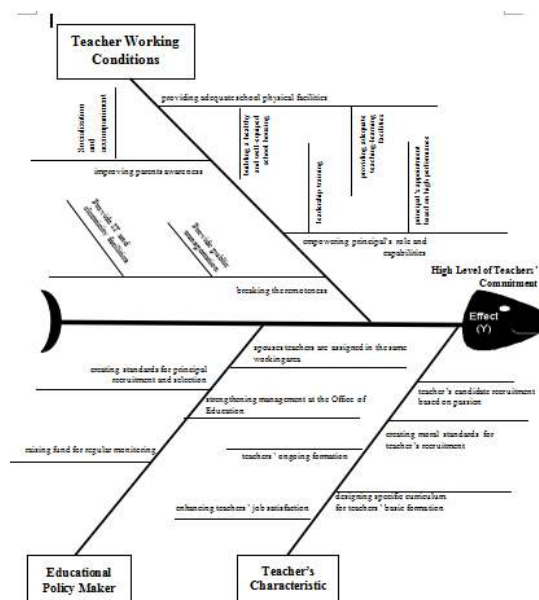 Teacher Working
Conditions
providing adequate school physical facilities
Socialization
and
accompaniment
building a healthy
and well-equiped
school housing
providing adequate
teaching-learning
facilities
leadership training
principal's appointment
based on high performance
improving parents awareness
Provide IT and
electricity facilities
Provide public
transportation
empowering principal's role and
capabilities
breaking the remoteness
High Level of Teachers'
Commitment
Effect
(Y)
spouses teachers are assigned in the same
working area
creating standards for principal
recruitment and selection
teacher's candidate recruitment
based on passion
strengthening management at the Office of
Education
creating moral standards for
teacher's recruitment
raising fund for regular monitoring
teachers' ongoing formation
designing specific curriculum
for teachers' basic formation
enhancing teachers' job satisfaction
Educational
Policy Maker
Teacher's
Characteristic